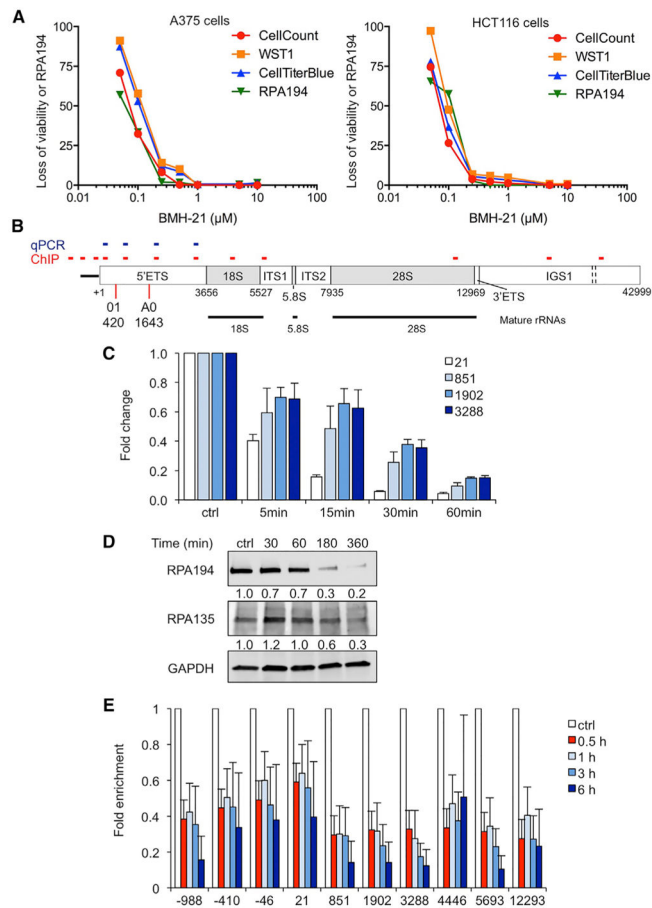 A
A375 cells
HCT116 cells
Loss of viability or RPA194
100
75
50
25
0
0.01
0.1
1
10
100
BMH-21 (µM)
CellCount
WST1
CellTiterBlue
RPA194
Loss of viability or RPA194
100
75
50
25
0
0.01
0.1
1
10
100
BMH-21 (µM)
CellCount
WST1
CellTiterBlue
RPA194
B
qPCR
ChIP
5'ETS
18S
ITS1
ITS2
28S
IGS1
+1
3656
5527
5.8S
7935
12969
3'ETS
42999
01
420
A0
1643
18S
5.8S
28S
Mature rRNAs
C
Fold change
1.0
0.8
0.6
0.4
0.2
0.0
ctrl
5min
15min
30min
60min
21
851
1902
3288
D
Time (min) ctrl 30 60 180 360
RPA194
1.0 0.7 0.7 0.3 0.2
RPA135
1.0 1.2 1.0 0.6 0.3
GAPDH
E
Fold enrichment
1
0.8
0.6
0.4
0.2
0
-988 -410 -46 21 851 1902 3288 4446 5693 12293
ctrl
0.5 h
1 h
3 h
6 h